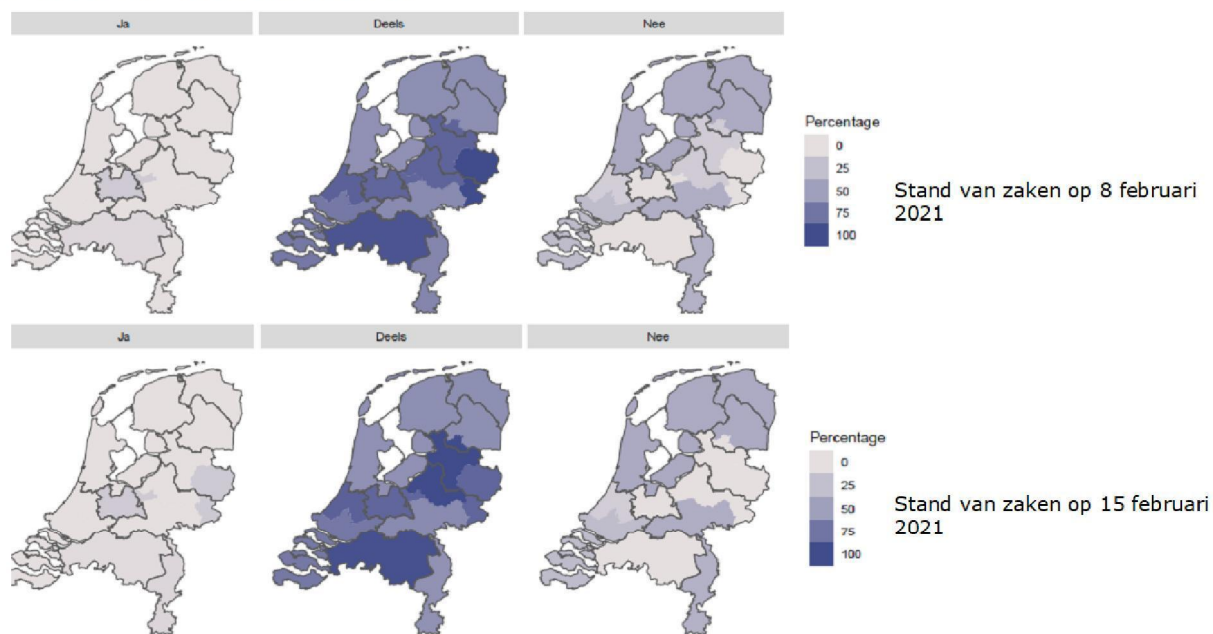 Ja
Deels
Nee
Percentage
0
25
50
75
100
Stand van zaken op 8 februari
2021
Ja
Deels
Nee
Percentage
0
25
50
75
100
Stand van zaken op 15 februari
2021